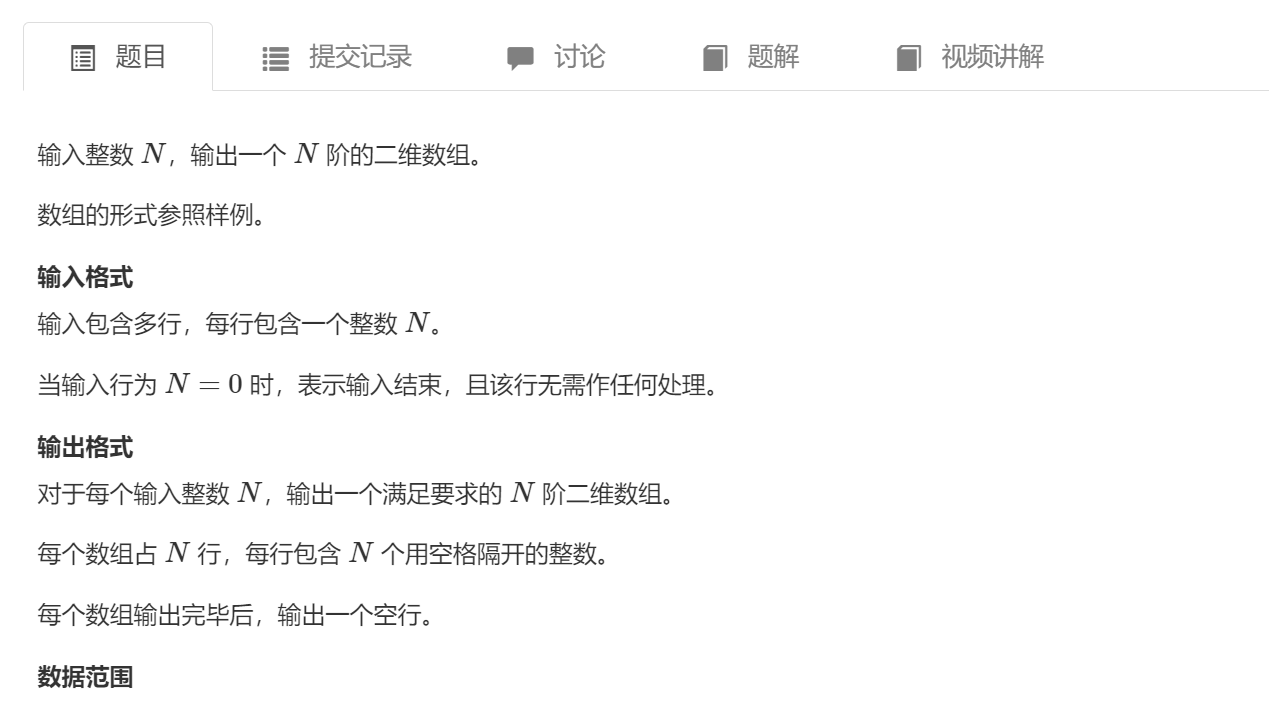 题目 提交记录 讨论 题解 视频讲解
输入整数 N，输出一个 N 阶的二维数组。
数组的形式参照样例。
输入格式
输入包含多行，每行包含一个整数 N。
当输入行为 N = 0 时，表示输入结束，且该行无需作任何处理。
输出格式
对于每个输入整数 N，输出一个满足要求的 N 阶二维数组。
每个数组占 N 行，每行包含 N 个用空格隔开的整数。
每个数组输出完毕后，输出一个空行。
数据范围